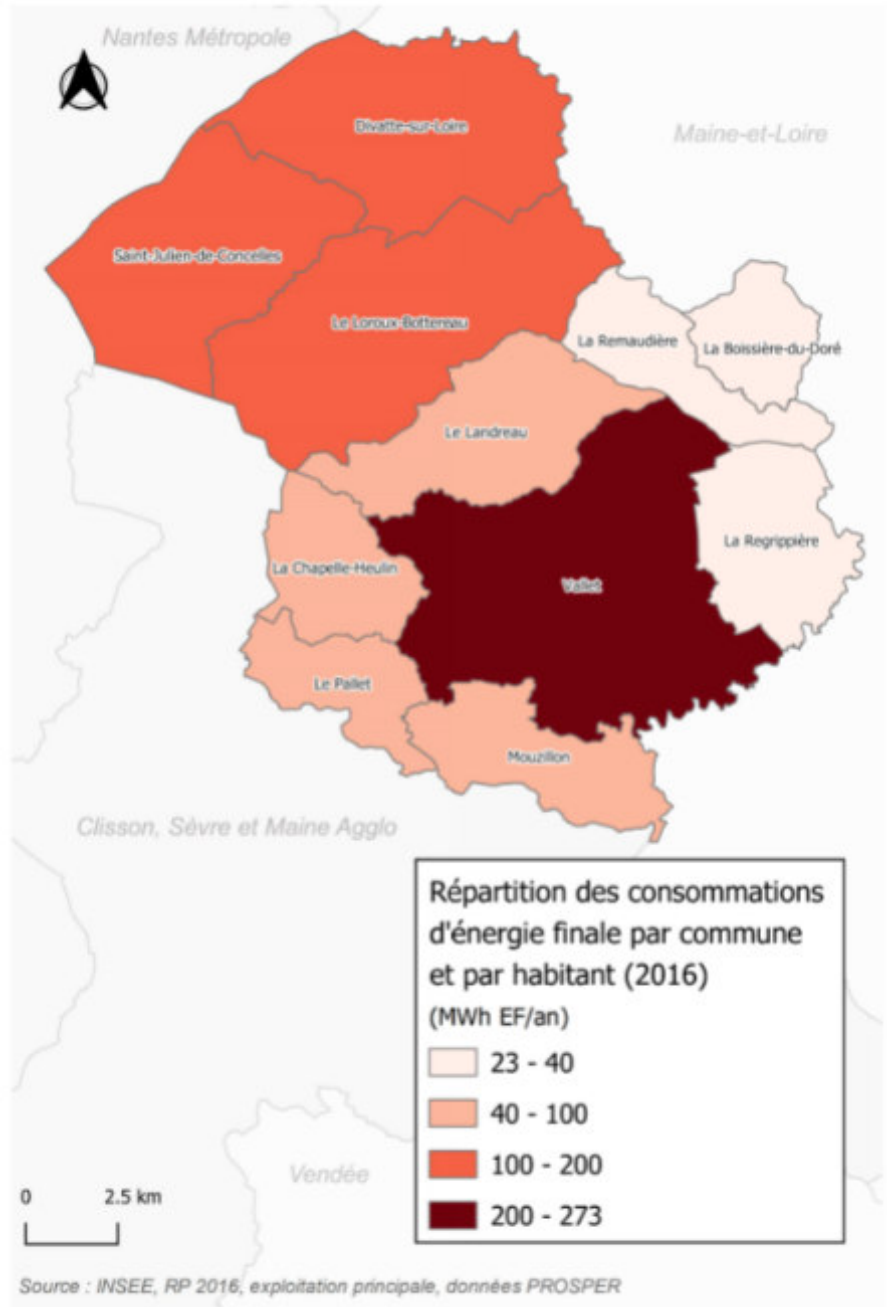 Nantes Métropole
Divatte-sur-Loire
Maine-et-Loire
Saint-Julien-de-Concelles
Le Loroux-Bottereau
La Remaudière
La Boissière-du-Doré
Le Landreau
La Regrippière
La Chapelle-Heulin
Vallet
Le Pallet
Mouzillon
Clisson, Sèvre et Maine Agglo
Répartition des consommations
d'énergie finale par commune
et par habitant (2016)
(MWh EF/an)
23 - 40
40 - 100
100 - 200
200 - 273
Vendée
0 2.5 km
Source : INSEE, RP 2016, exploitation principale, données PROSPER